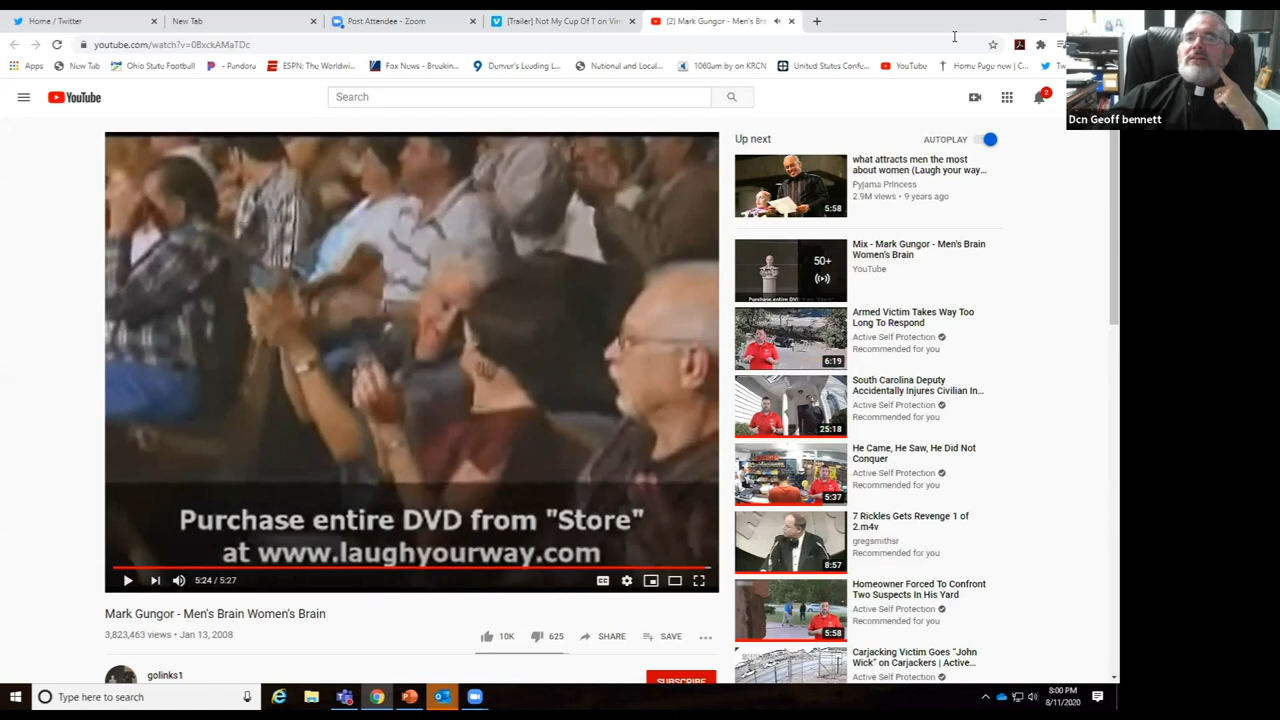 Home / Twitter
New Tab
Post Attendee - Zoom
[Trailer] Not My Cup Of T on Vim
(2) Mark Gungor - Men's Bra
youtube.com/watch?v=0BxckAMaTDc
Apps
New Tab
Ohio State Football
- Pandora
ESPN: The Worldwi...
Fox News - Breakin...
Denver's Leading L...
National and Local...
1060am by on KRCN
United States Confe...
YouTube
Home Page new | C...
Tw
Dcn Geoff bennett
YouTube
Search
2
Up next
AUTOPLAY
what attracts men the most
about women (Laugh your way...
Pyjama Princess
2.9M views • 9 years ago
5:58
Mix - Mark Gungor - Men's Brain
Women's Brain
YouTube
50+
Purchase entire DVD
Armed Victim Takes Way Too
Long To Respond
Active Self Protection
Recommended for you
6:19
South Carolina Deputy
Accidentally Injures Civilian In...
Active Self Protection
Recommended for you
25:18
He Came, He Saw, He Did Not
Conquer
Active Self Protection
Recommended for you
5:37
7 Rickles Gets Revenge 1 of
2.m4v
gregsmithsr
Recommended for you
8:57
Homeowner Forced To Confront
Two Suspects In His Yard
Active Self Protection
Recommended for you
5:58
Carjacking Victim Goes "John
Wick" on Carjackers | Active...
Active Self Protection
Purchase entire DVD from "Store"
at www.laughyourway.com
5:24 / 5:27
CC
Mark Gungor - Men's Brain Women's Brain
3,823,463 views • Jan 13, 2008
10K
625
SHARE
SAVE
golinks1
SUBSCRIBE
Type here to search
8:00 PM
8/11/2020